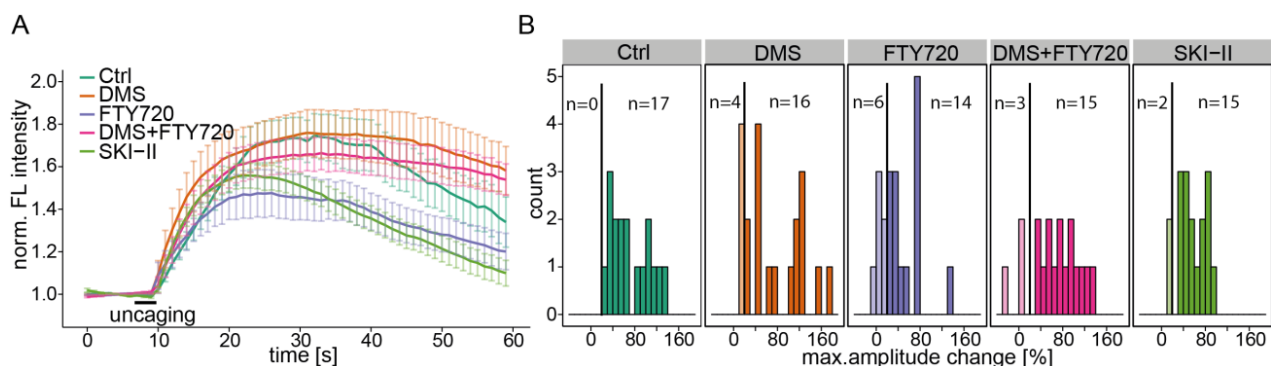 A
norm. FL intensity
2.0
1.8
1.6
1.4
1.2
1.0
Ctrl
DMS
FTY720
DMS+FTY720
SKI−II
uncaging
0 10 20 30 40 50 60
time [s]
B
Ctrl DMS FTY720 DMS+FTY720 SKI−II
count
5
4
3
2
1
0
n=0 n=17 n=4 n=16 n=6 n=14 n=3 n=15 n=2 n=15
0 80 160 0 80 160 0 80 160 0 80 160 0 80 160
max.amplitude change [%]